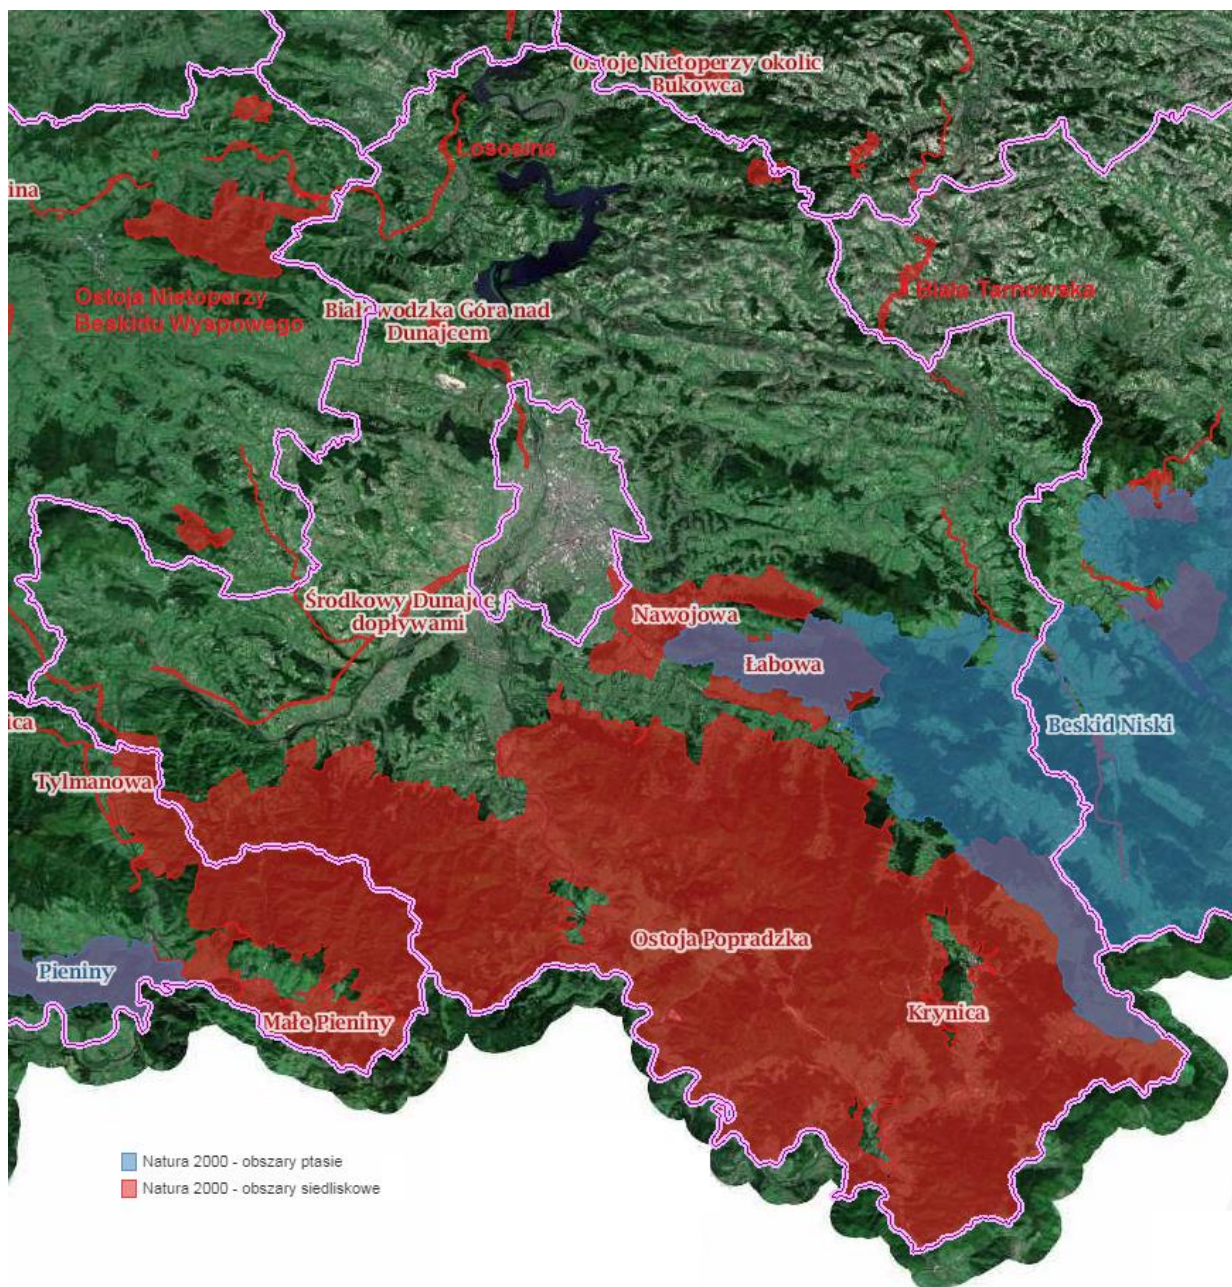 Ostoje Nietoperzy okolic
Bukowca
Łososina
ina
Biała Tarnowska
Ostoja Nietoperzy
Beskidu Wyspowego
Białowodzka Góra nad
Dunajcem
Środkowy Dunajec z
dopływami
Nawojowa
Łabowa
ica
Beskid Niski
Tylmanowa
Ostoja Popradzka
Pieniny
Krynica
Małe Pieniny
Natura 2000 - obszary ptasie
Natura 2000 - obszary siedliskowe